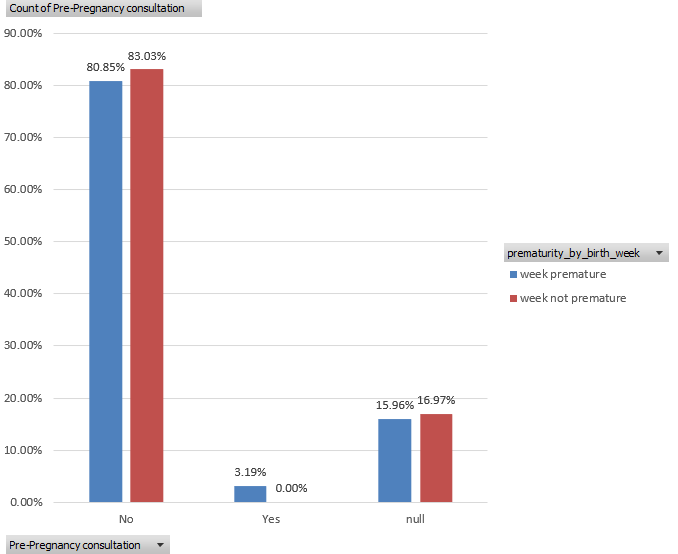 Count of Pre-Pregnancy consultation
90.00%
83.03%
80.85%
80.00%
70.00%
60.00%
50.00%
prematurity_by_birth_week
week premature
40.00%
week not premature
30.00%
20.00%
15.96% 16.97%
10.00%
3.19%
0.00%
0.00%
No Yes null
Pre-Pregnancy consultation